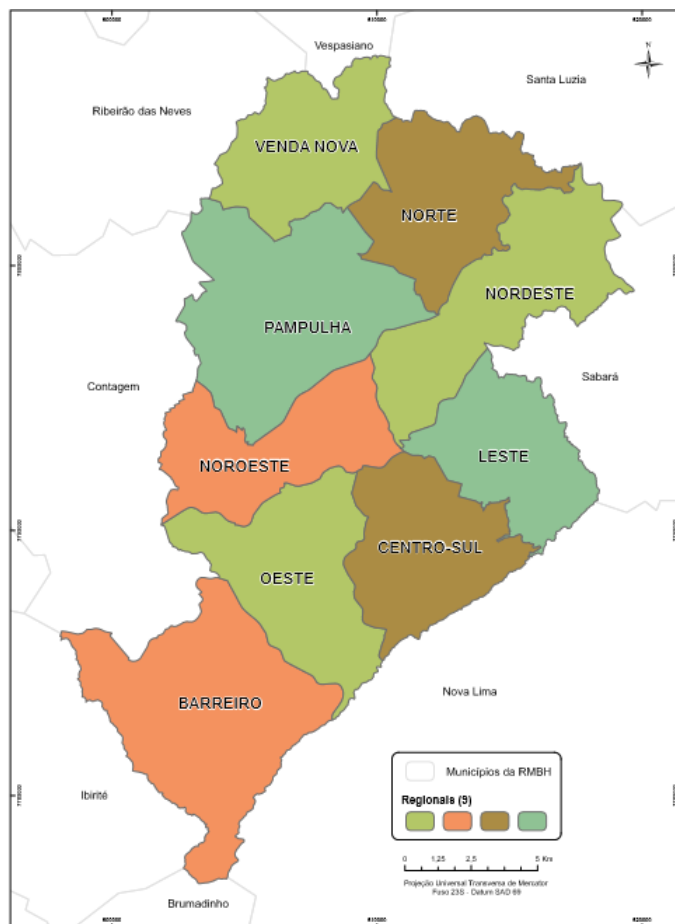 Vespasiano
N
Santa Luzia
Ribeirão das Neves
VENDA NOVA
NORTE
NORDESTE
PAMPULHA
Sabará
Contagem
LESTE
NOROESTE
CENTRO-SUL
OESTE
Nova Lima
BARREIRO
Municípios da RMBH
Regionais (9)
Ibirité
0 1,25 2,5 5 Km
Projeção Universal Transversa de Mercator
Fuso 23S - Datum SAD 69
Brumadinho